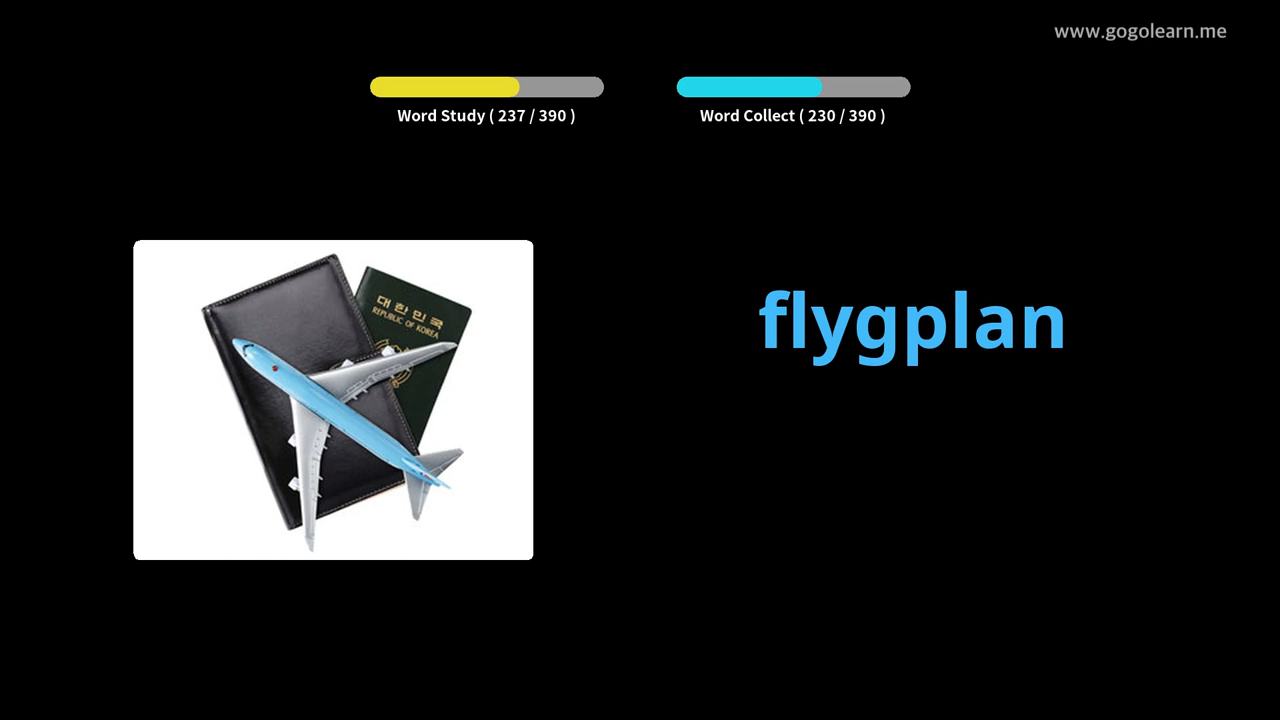 www.gogolearn.me
Word Study ( 237 / 390 )
Word Collect ( 230 / 390 )
대한민국
REPUBLIC OF KOREA
flygplan